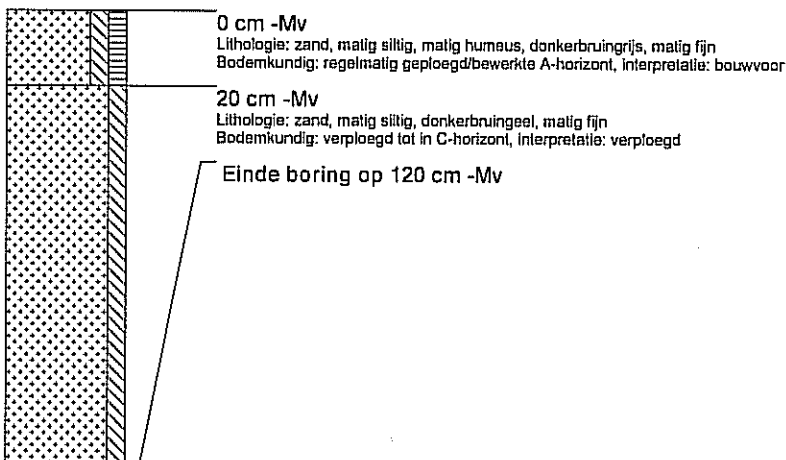 0 cm -Mv
Lithologie: zand, matig siltig, matig humeus, donkerbruingrijs, matig fijn
Bodemkundig: regelmatig geploegd/bewerkte A-horizont, interpretatie: bouwvoor
20 cm -Mv
Lithologie: zand, matig siltig, donkerbruingeel, matig fijn
Bodemkundig: verploegd tot in C-horizont, interpretatie: verploegd
Einde boring op 120 cm -Mv